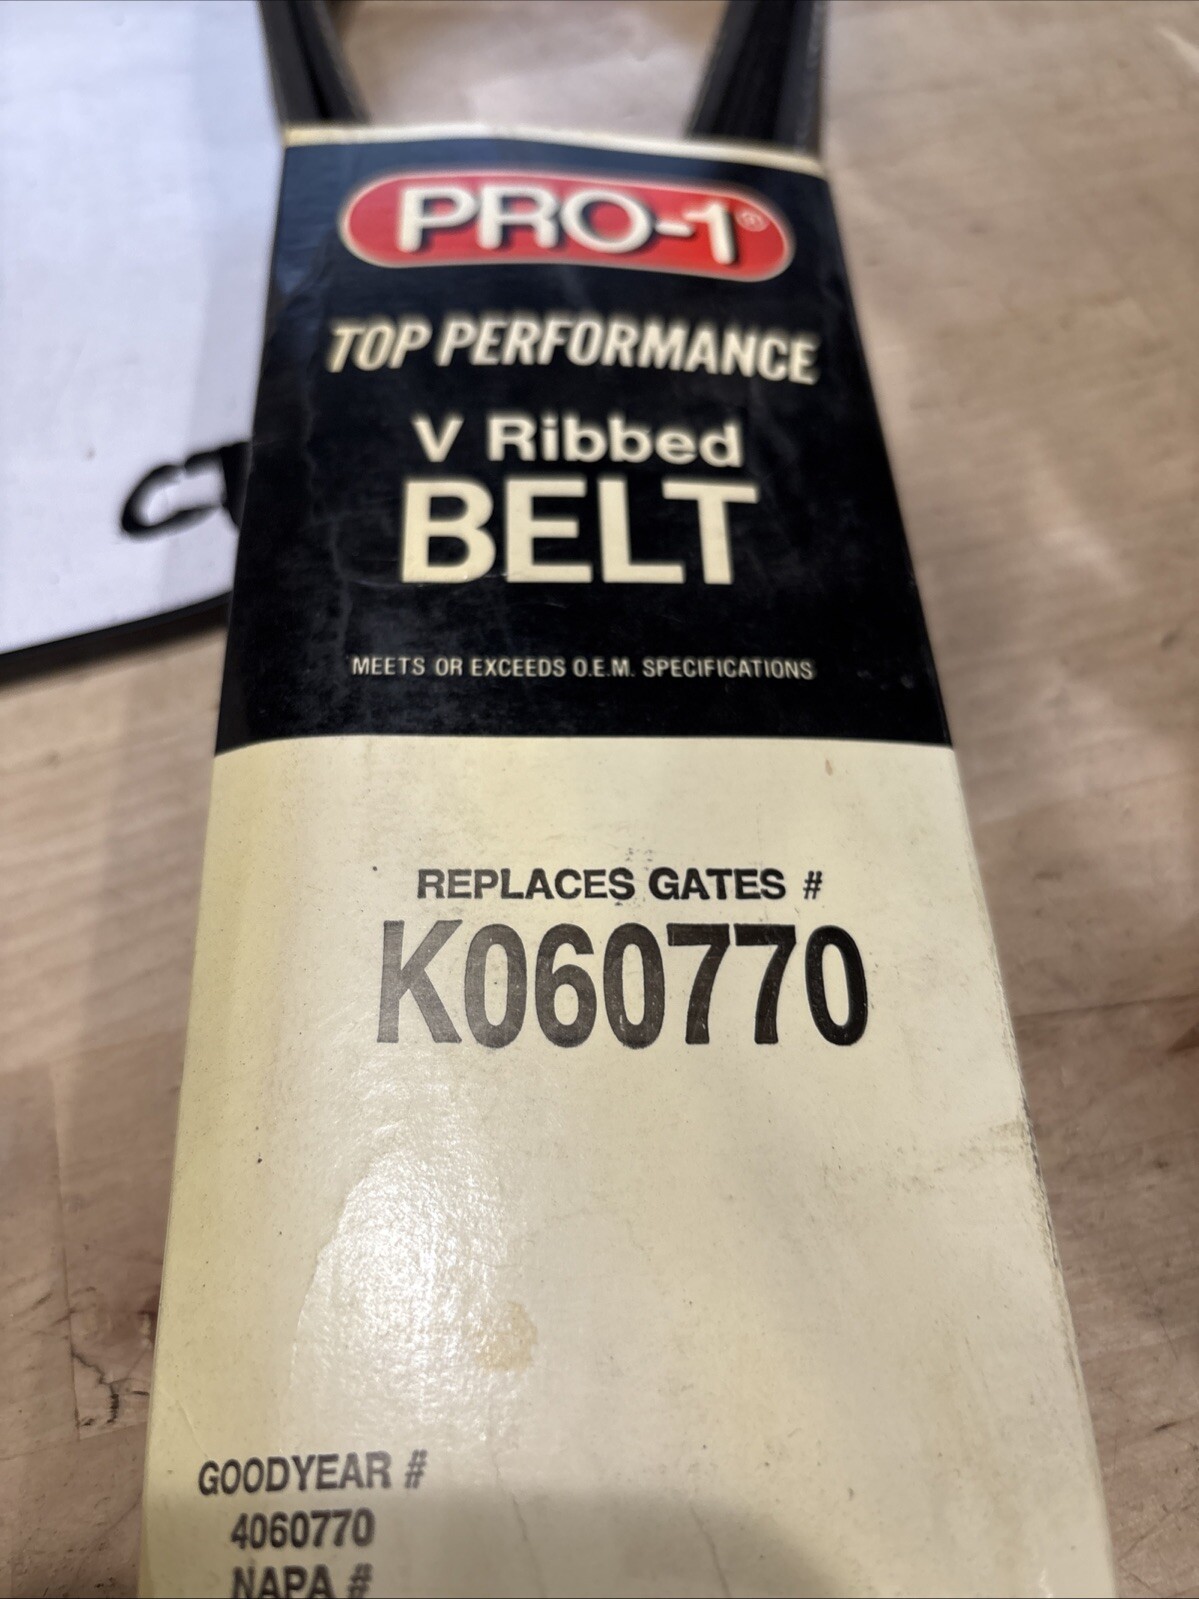 PRO-1®
TOP PERFORMANCE
V Ribbed
BELT
MEETS OR EXCEEDS O.E.M. SPECIFICATIONS
REPLACES GATES #
K060770
GOODYEAR #
4060770
NAPA #